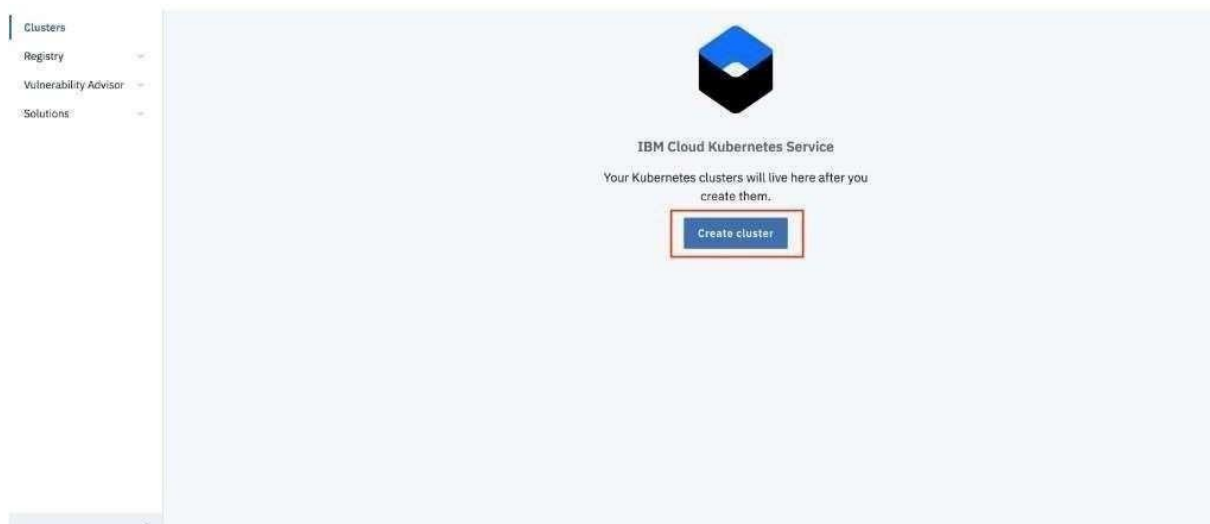 Clusters
Registry
Vulnerability Advisor
Solutions
IBM Cloud Kubernetes Service
Your Kubernetes clusters will live here after you
create them.
Create cluster